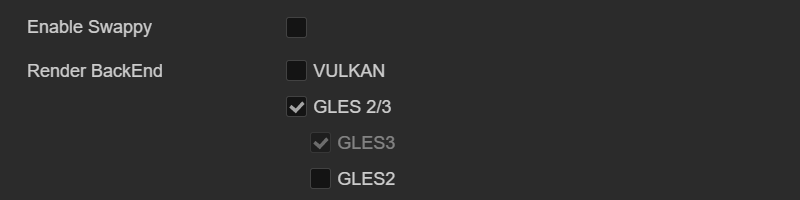 Enable Swappy
Render BackEnd
VULKAN
GLES 2/3
GLES3
GLES2